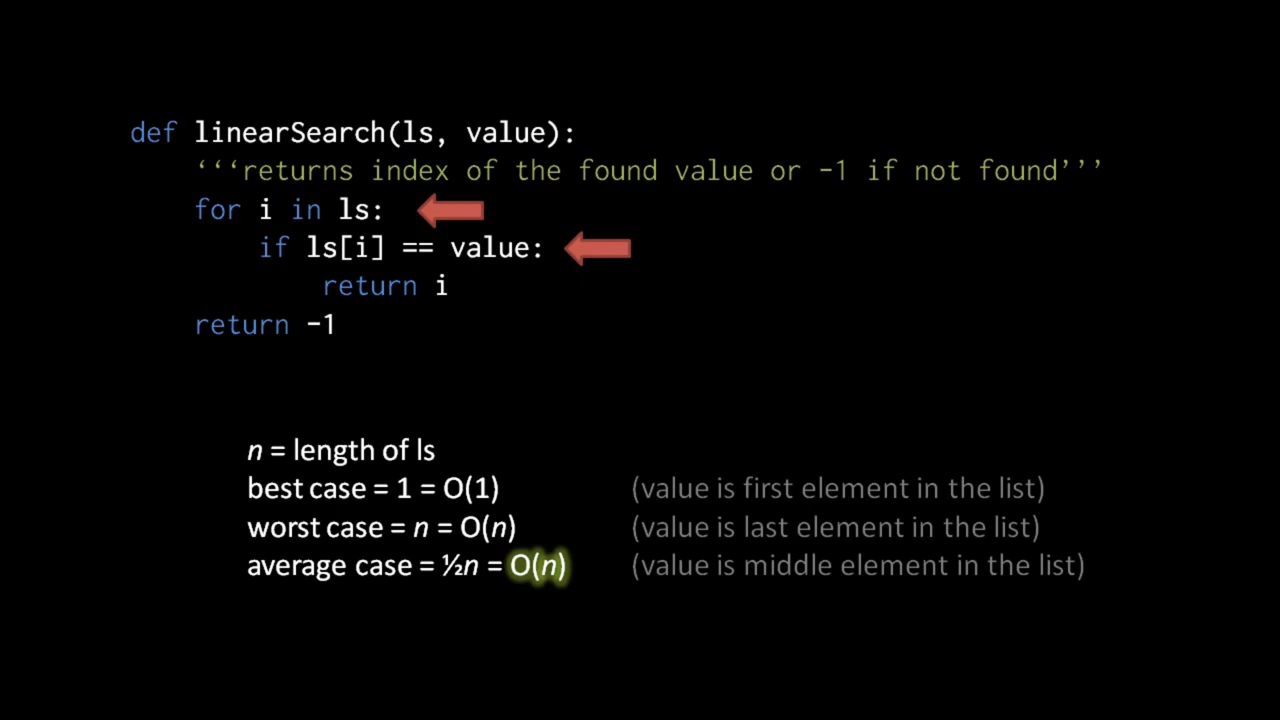 def linearSearch(ls, value):
‘‘‘returns index of the found value or -1 if not found’’’
for i in ls:
if ls[i] == value:
return i
return -1
n = length of ls
best case = 1 = O(1) (value is first element in the list)
worst case = n = O(n) (value is last element in the list)
average case = ½n = O(n) (value is middle element in the list)